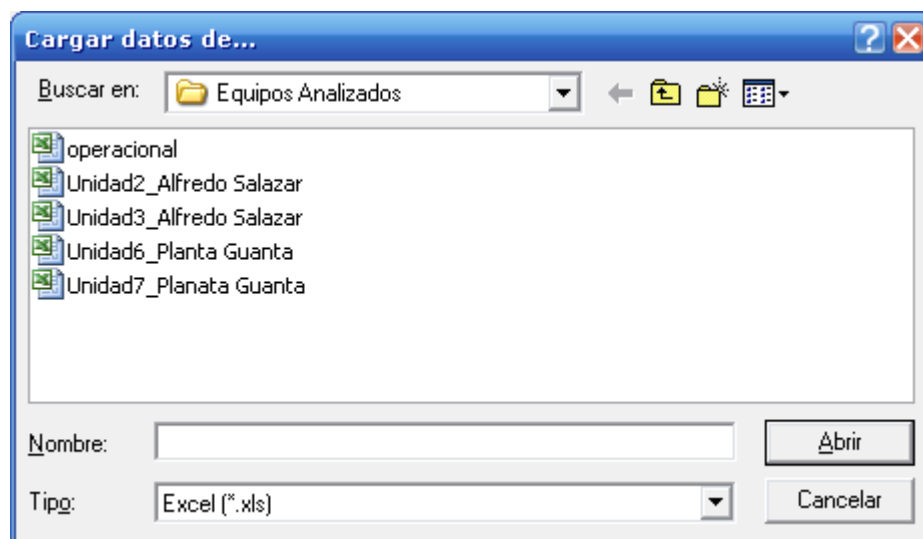 Cargar datos de...
Buscar en: Equipos Analizados
operacional
Unidad2_Alfredo Salazar
Unidad3_Alfredo Salazar
Unidad6_Planta Guanta
Unidad7_Planata Guanta
Nombre: Abrir
Tipo: Excel (*.xls) Cancelar